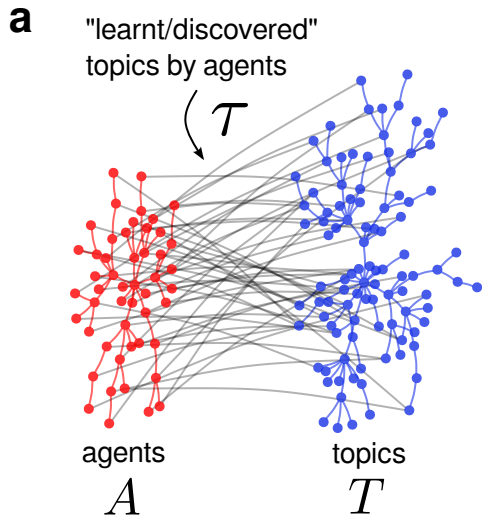 a
"learnt/discovered"
topics by agents
τ
agents
topics
A
T